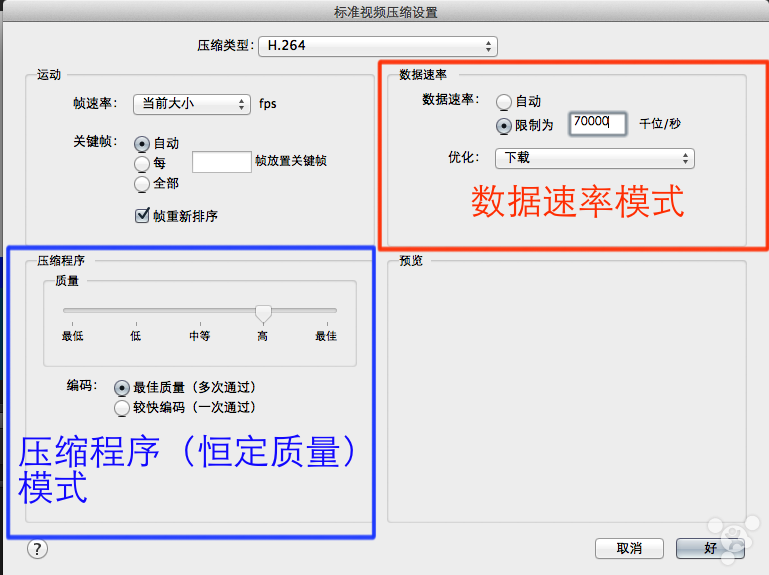 标准视频压缩设置
压缩类型： H.264
运动
帧速率： 当前大小 fps
关键帧： 自动
每 帧放置关键帧
全部
帧重新排序
数据速率
数据速率： 自动
限制为 70000 千位/秒
优化： 下载
数据速率模式
压缩程序
质量
最低 低 中等 高 最佳
编码： 最佳质量（多次通过）
较快编码（一次通过）
压缩程序（恒定质量）
模式
预览
?
取消 好